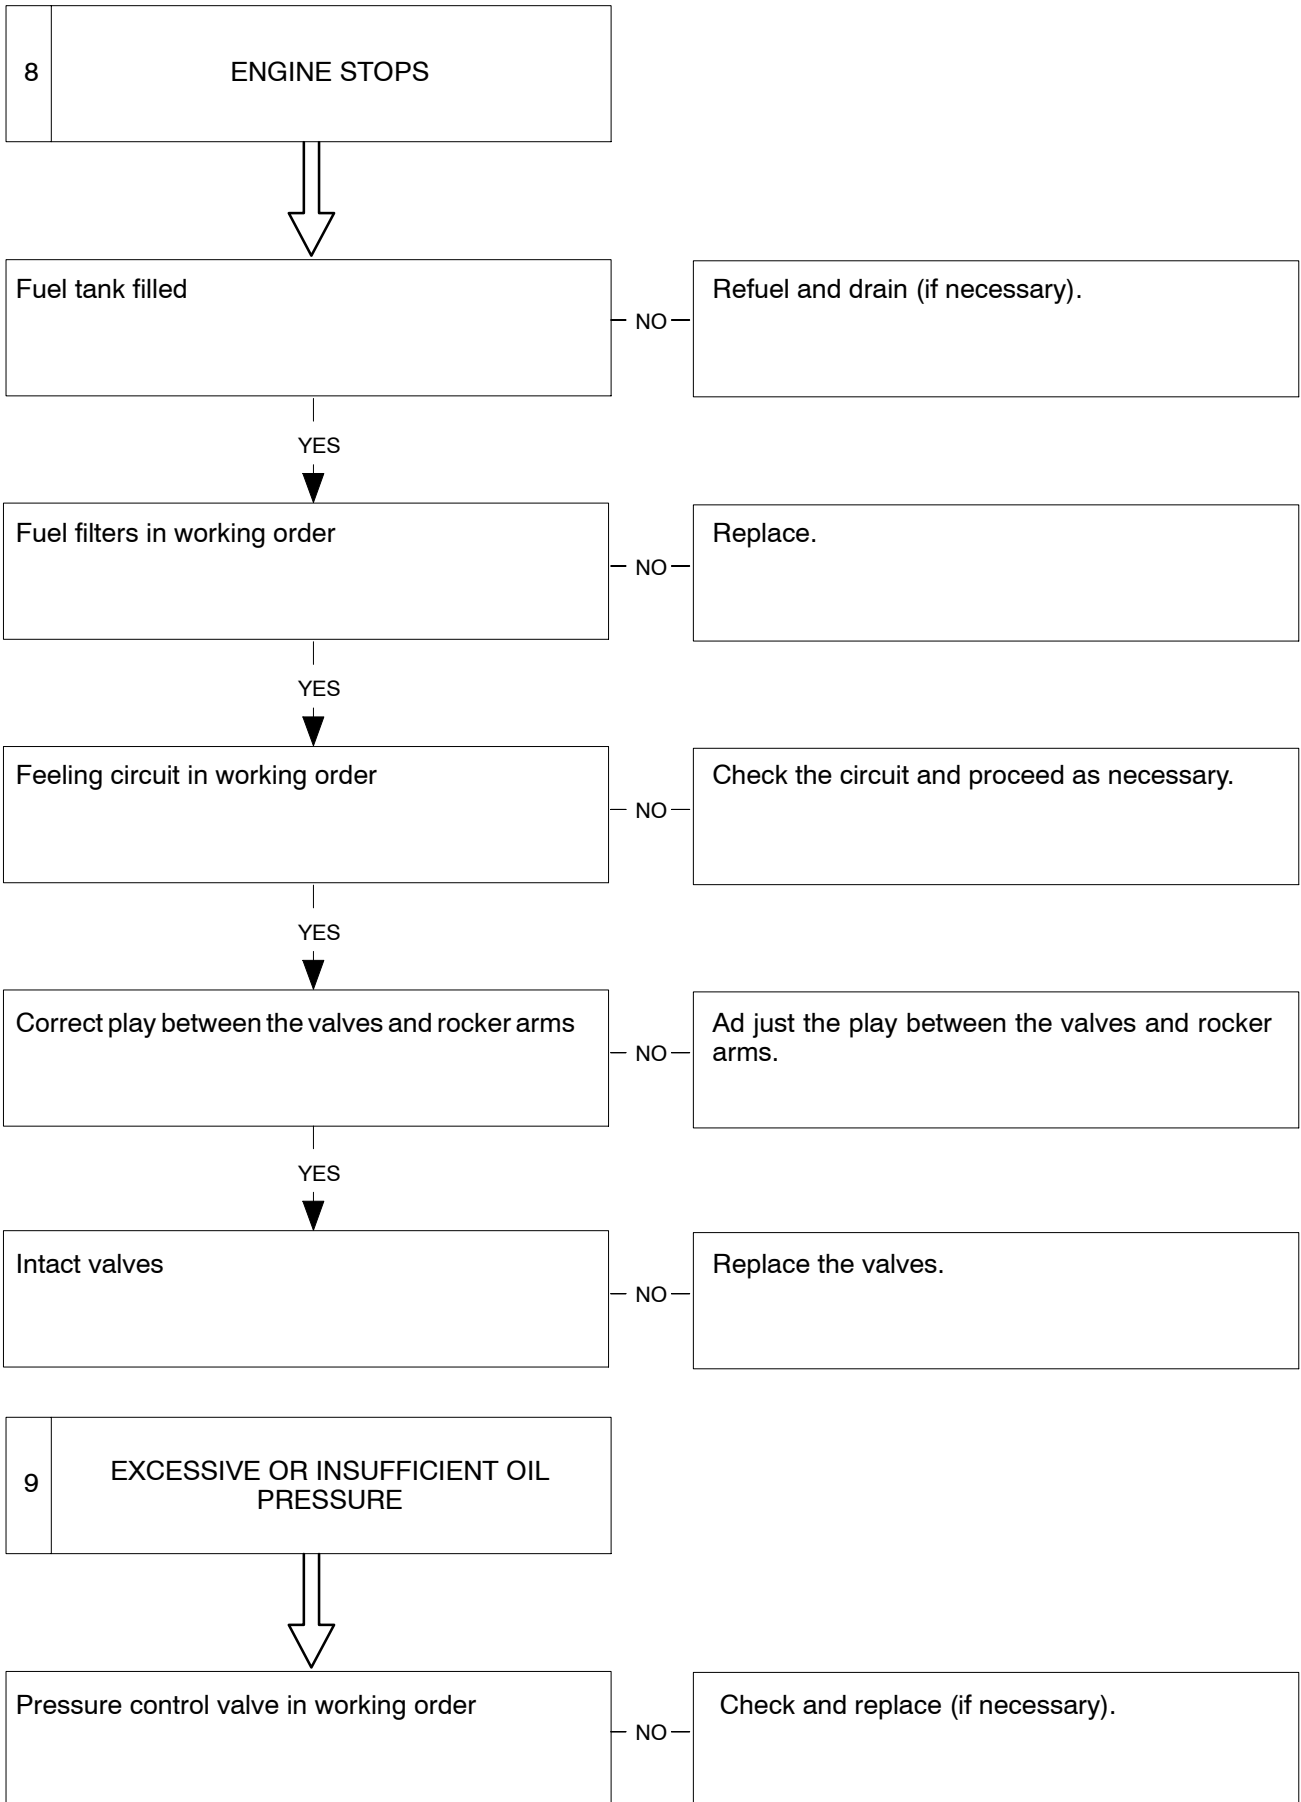 8
ENGINE STOPS
Fuel tank filled
NO
Refuel and drain (if necessary).
YES
Fuel filters in working order
NO
Replace.
YES
Feeling circuit in working order
NO
Check the circuit and proceed as necessary.
YES
Correct play between the valves and rocker arms
NO
Ad just the play between the valves and rocker
arms.
YES
Intact valves
NO
Replace the valves.
9
EXCESSIVE OR INSUFFICIENT OIL
PRESSURE
Pressure control valve in working order
NO
Check and replace (if necessary).